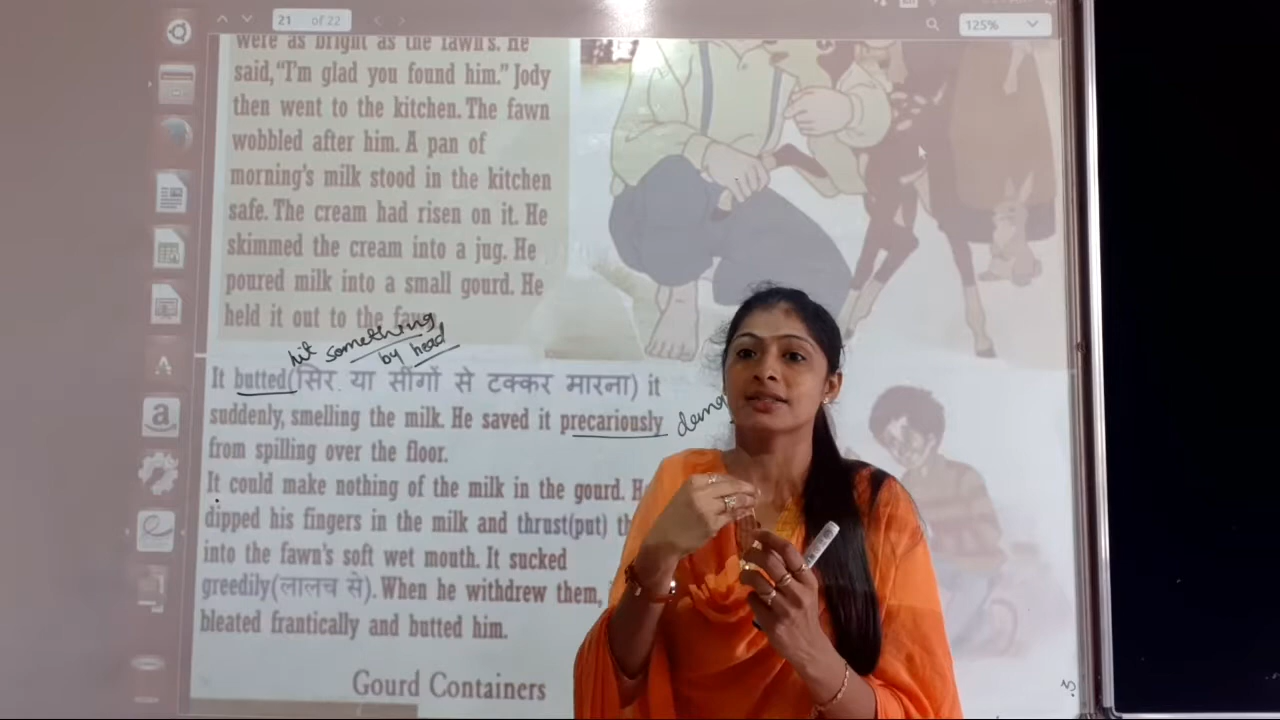 21 of 22
125%
were as bright as the fawn's. He
said, "I'm glad you found him." Jody
then went to the kitchen. The fawn
wobbled after him. A pan of
morning's milk stood in the kitchen
safe. The cream had risen on it. He
skimmed the cream into a jug. He
poured milk into a small gourd. He
held it out to the
hit something
by head
It butted(सिर या सींगों से टक्कर मारना) it
suddenly, smelling the milk. He saved it precariously
from spilling over the floor.
It could make nothing of the milk in the gourd.
dipped his fingers in the milk and thrust(put)
into the fawn's soft wet mouth. It sucked
greedily(लालच से). When he withdrew them,
bleated frantically and butted him.
Gourd Containers